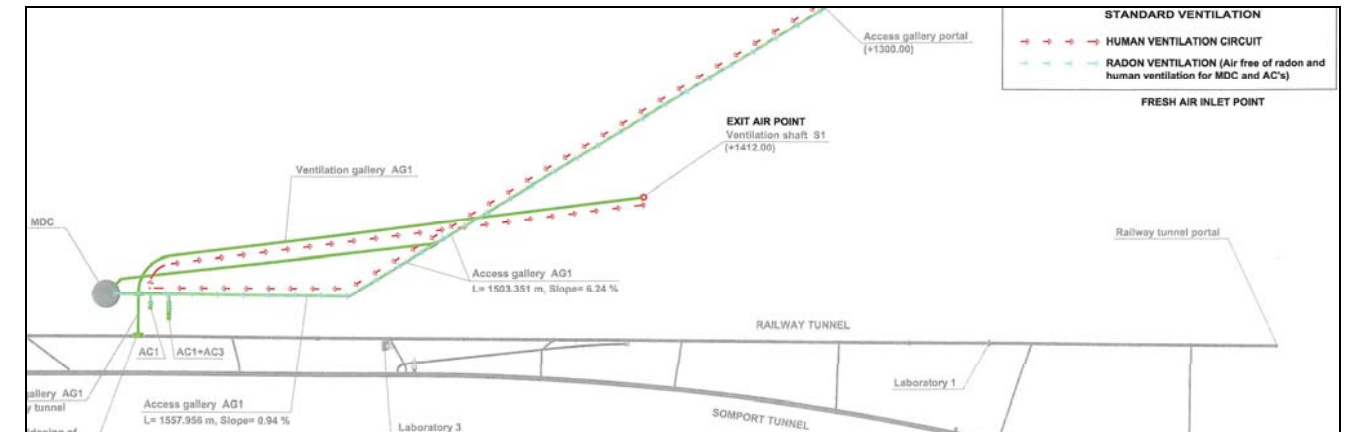 STANDARD VENTILATION
HUMAN VENTILATION CIRCUIT
RADON VENTILATION (Air free of radon and
human ventilation for MDC and AC's)
FRESH AIR INLET POINT
Access gallery portal
(+1300.00)
EXIT AIR POINT
Ventilation shaft S1
(+1412.00)
Ventilation gallery AG1
MDC
Railway tunnel portal
Access gallery AG1
L= 1503.351 m, Slope= 6.24 %
RAILWAY TUNNEL
AC1
AC1+AC3
Laboratory 1
gallery AG1
tunnel
Access gallery AG1
L= 1557.956 m, Slope= 0.94 %
SOMPORT TUNNEL
Laboratory 3